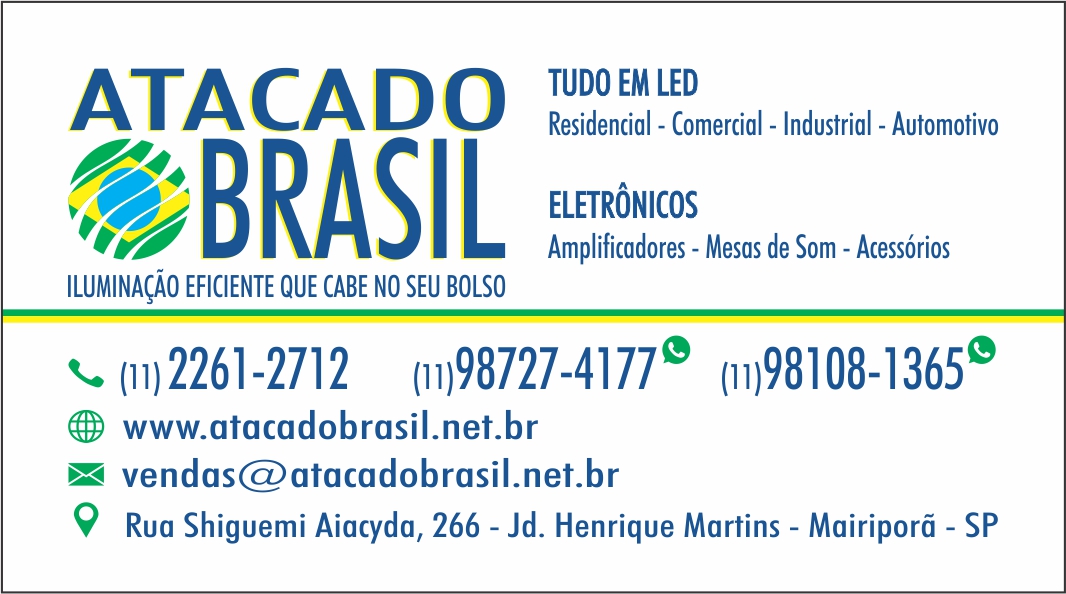 ATACADO
BRASIL
ILUMINAÇÃO EFICIENTE QUE CABE NO SEU BOLSO
TUDO EM LED
Residencial - Comercial - Industrial - Automotivo
ELETRÔNICOS
Amplificadores - Mesas de Som - Acessórios
(11) 2261-2712 (11)98727-4177 (11)98108-1365
www.atacadobrasil.net.br
vendas@atacadobrasil.net.br
Rua Shiguemi Aiacyda, 266 - Jd. Henrique Martins - Mairiporã - SP